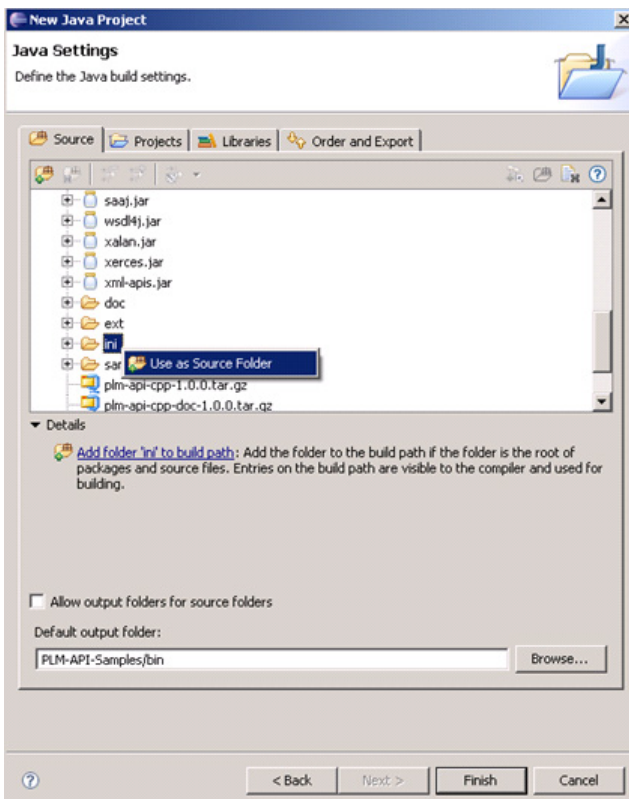 New Java Project
Java Settings
Define the Java build settings.
Source
Projects
Libraries
Order and Export
saaj.jar
wsdl4j.jar
xalan.jar
xerces.jar
xml-apis.jar
doc
ext
ini
Use as Source Folder
plm-api-cpp-1.0.0.tar.gz
plm-api-cpp-doc-1.0.0.tar.gz
Details
Add folder 'ini' to build path: Add the folder to the build path if the folder is the root of
packages and source files. Entries on the build path are visible to the compiler and used for
building.
Allow output folders for source folders
Default output folder:
PLM-API-Samples/bin
Browse...
< Back
Next >
Finish
Cancel